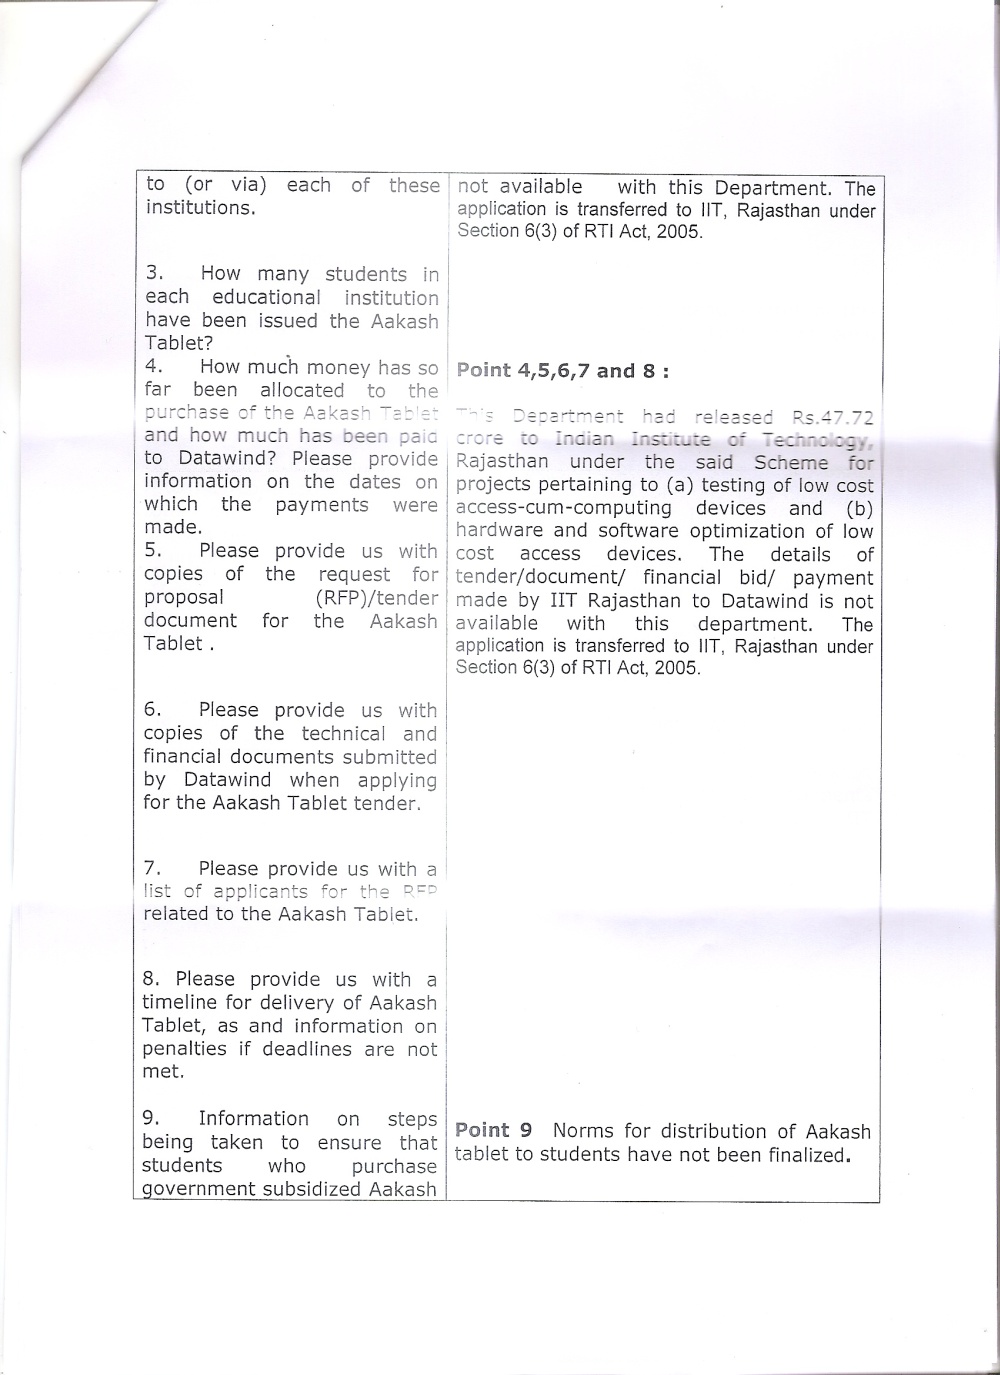 to (or via) each of these
institutions.
3. How many students in
each educational institution
have been issued the Aakash
Tablet?
4. How much money has so
far been allocated to the
purchase of the Aakash Tablet
and how much has been paid
to Datawind? Please provide
information on the dates on
which the payments were
made.
5. Please provide us with
copies of the request for
proposal (RFP)/tender
document for the Aakash
Tablet .
6. Please provide us with
copies of the technical and
financial documents submitted
by Datawind when applying
for the Aakash Tablet tender.
7. Please provide us with a
list of applicants for the RFP
related to the Aakash Tablet.
8. Please provide us with a
timeline for delivery of Aakash
Tablet, as and information on
penalties if deadlines are not
met.
9. Information on steps
being taken to ensure that
students who purchase
government subsidized Aakash
not available with this Department. The
application is transferred to IIT, Rajasthan under
Section 6(3) of RTI Act, 2005.
Point 4,5,6,7 and 8 :
This Department had released Rs.47.72
crore to Indian Institute of Technology,
Rajasthan under the said Scheme for
projects pertaining to (a) testing of low cost
access-cum-computing devices and (b)
hardware and software optimization of low
cost access devices. The details of
tender/document/ financial bid/ payment
made by IIT Rajasthan to Datawind is not
available with this department. The
application is transferred to IIT, Rajasthan under
Section 6(3) of RTI Act, 2005.
Point 9 Norms for distribution of Aakash
tablet to students have not been finalized.